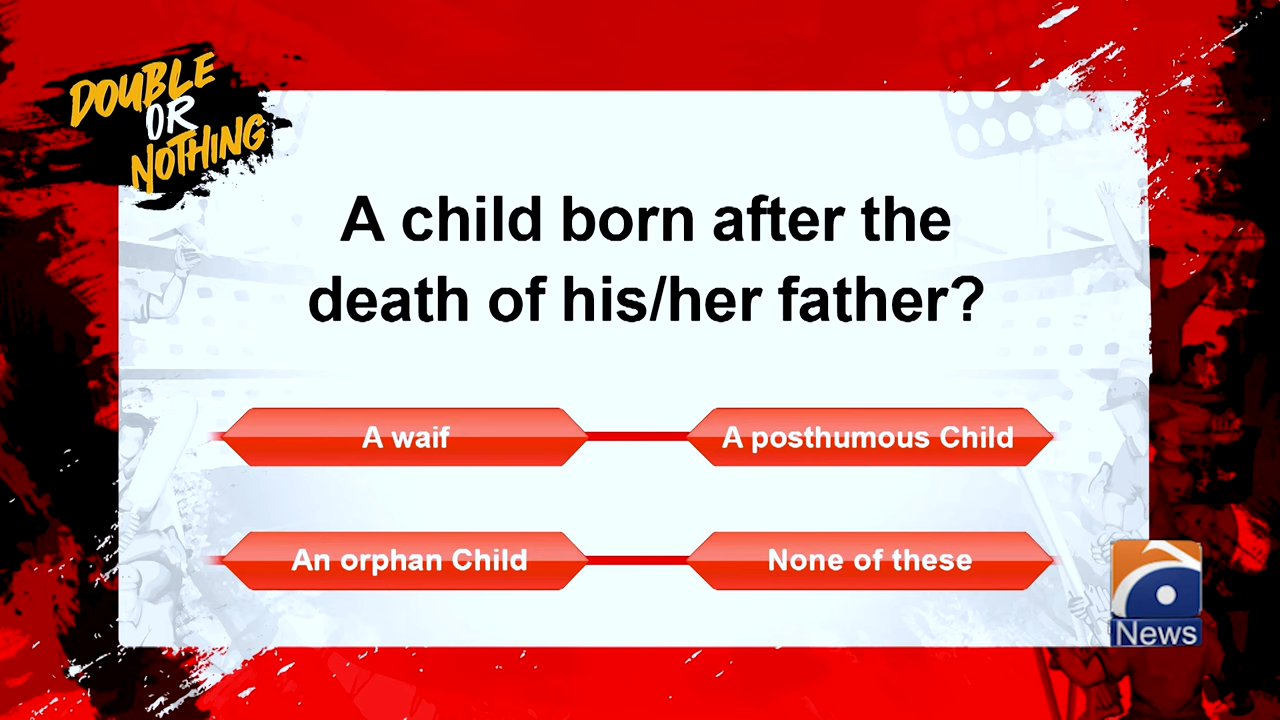 DOUBLE
OR
NOTHING
A child born after the
death of his/her father?
A waif
A posthumous Child
An orphan Child
None of these
News